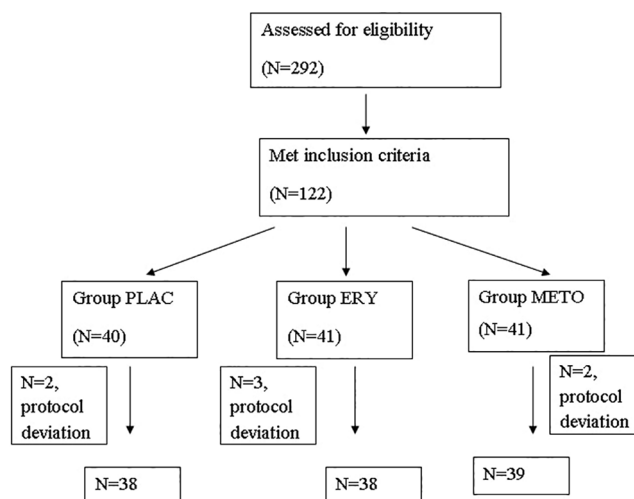 Assessed for eligibility
(N=292)
Met inclusion criteria
(N=122)
Group PLAC
(N=40)
Group ERY
(N=41)
Group METO
(N=41)
N=2,
protocol
deviation
N=3,
protocol
deviation
N=2,
protocol
deviation
N=38
N=38
N=39